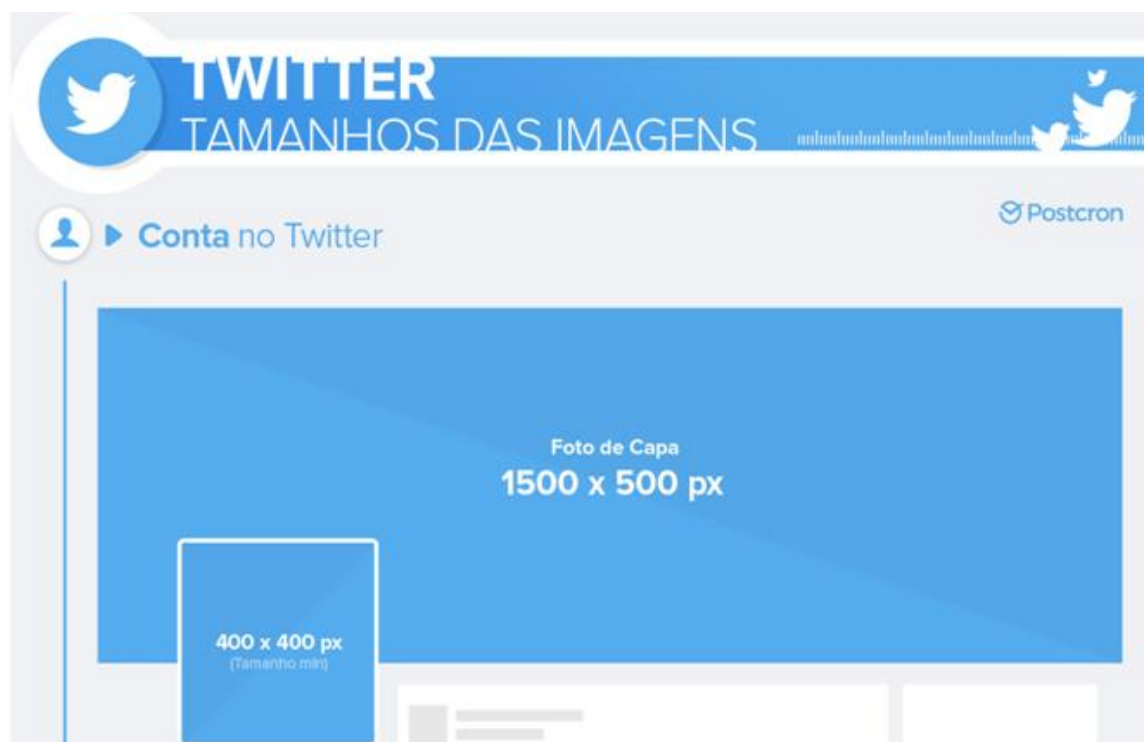 TWITTER
TAMANHOS DAS IMAGENS
Postcron
Conta no Twitter
Foto de Capa
1500 x 500 px
400 x 400 px
(Tamanho min)